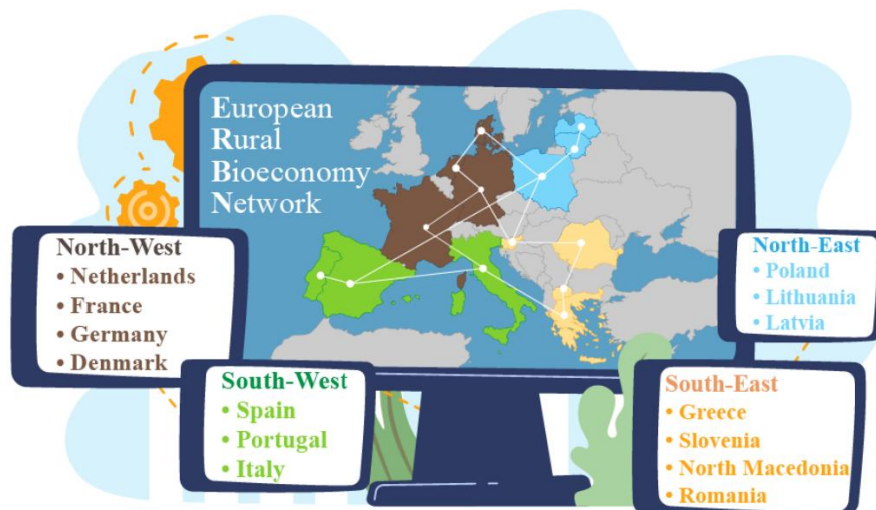 European
Rural
Bioeconomy
Network
North-West
• Netherlands
• France
• Germany
• Denmark
South-West
• Spain
• Portugal
• Italy
North-East
• Poland
• Lithuania
• Latvia
South-East
• Greece
• Slovenia
• North Macedonia
• Romania